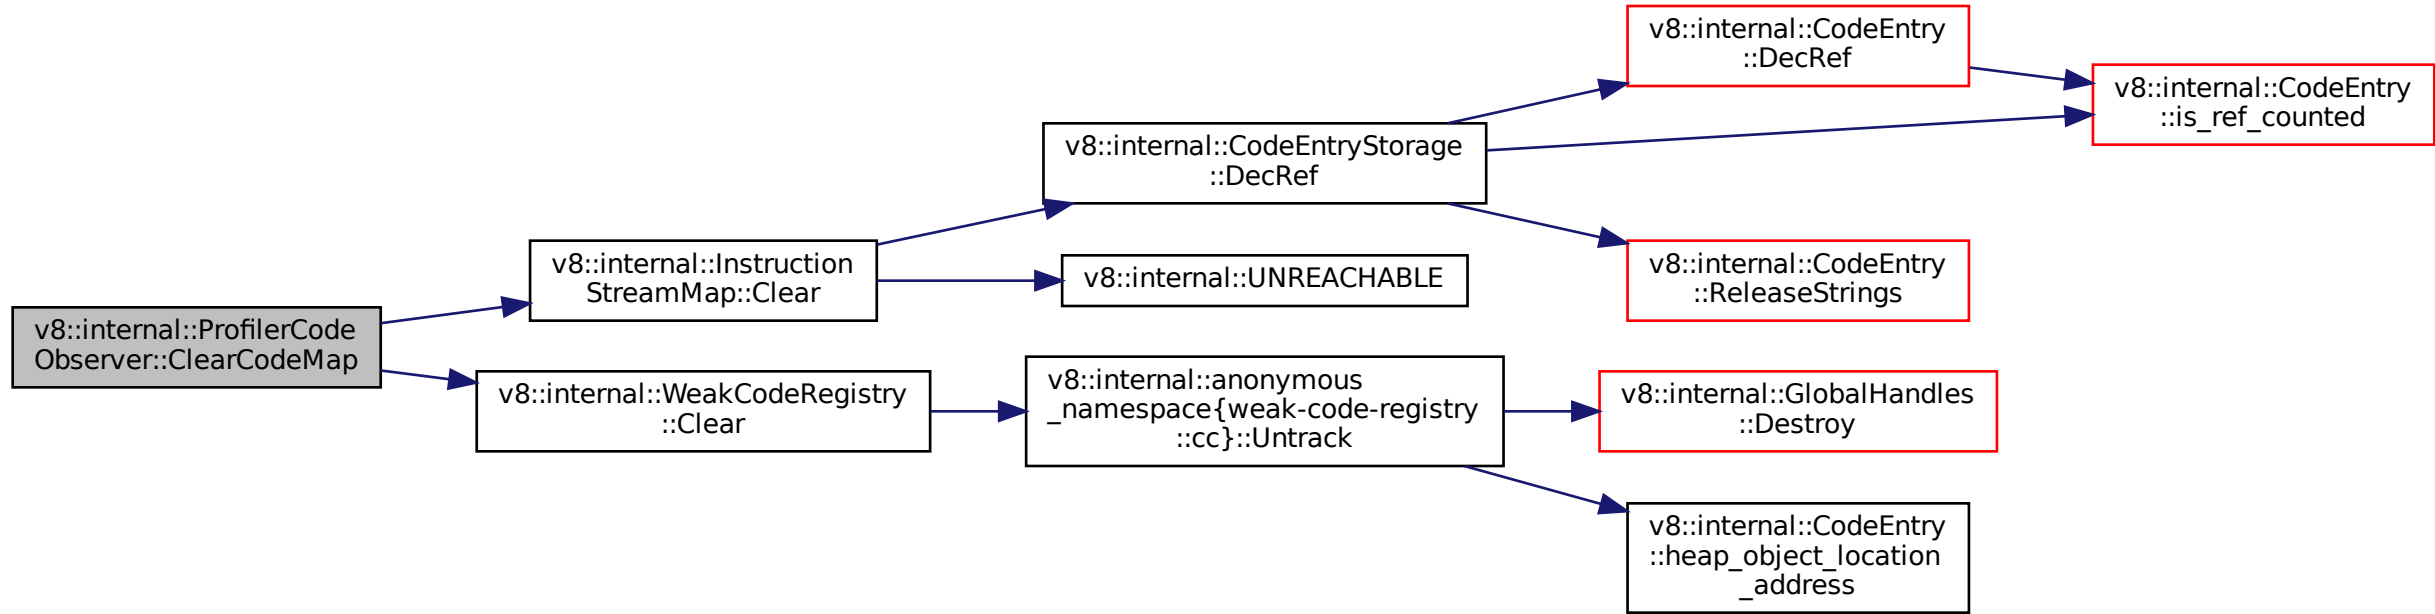 v8::internal::ProfilerCode
Observer::ClearCodeMap
v8::internal::Instruction
StreamMap::Clear
v8::internal::WeakCodeRegistry
::Clear
v8::internal::CodeEntryStorage
::DecRef
v8::internal::UNREACHABLE
v8::internal::anonymous
_namespace{weak-code-registry
::cc}::Untrack
v8::internal::CodeEntry
::DecRef
v8::internal::CodeEntry
::ReleaseStrings
v8::internal::GlobalHandles
::Destroy
v8::internal::CodeEntry
::heap_object_location
_address
v8::internal::CodeEntry
::is_ref_counted